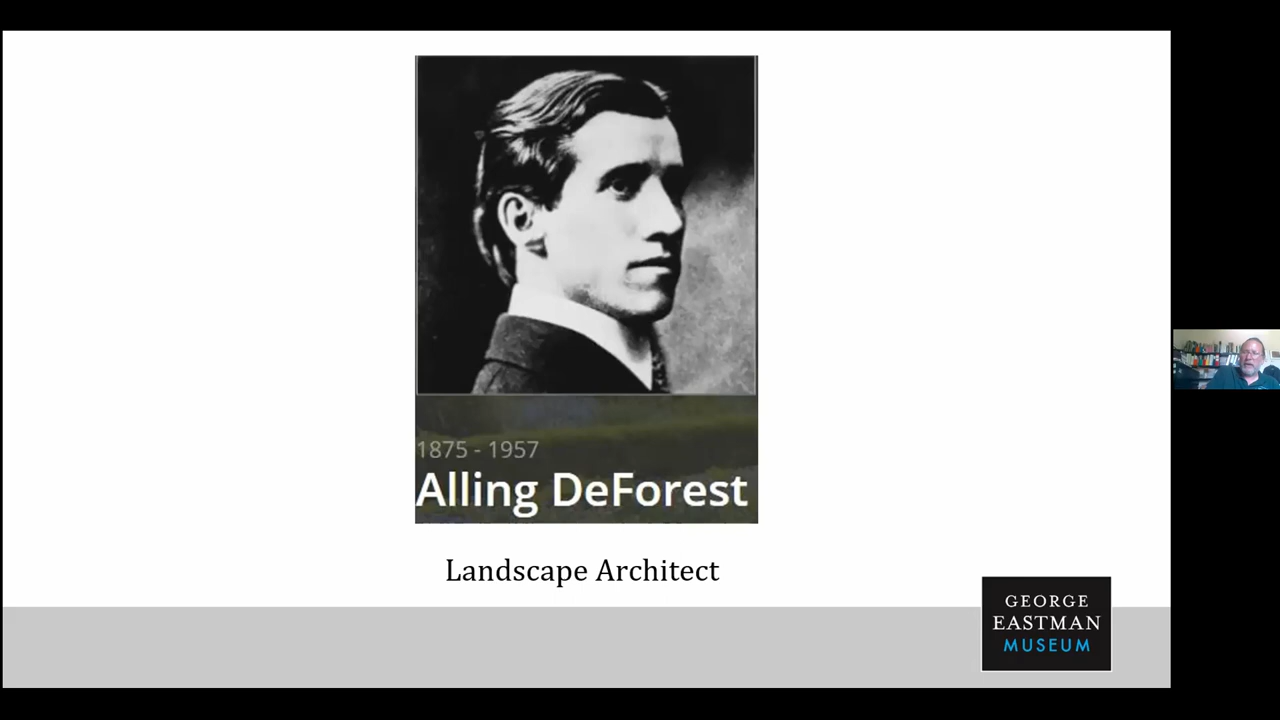 1875 - 1957
Alling DeForest
Landscape Architect
GEORGE
EASTMAN
MUSEUM